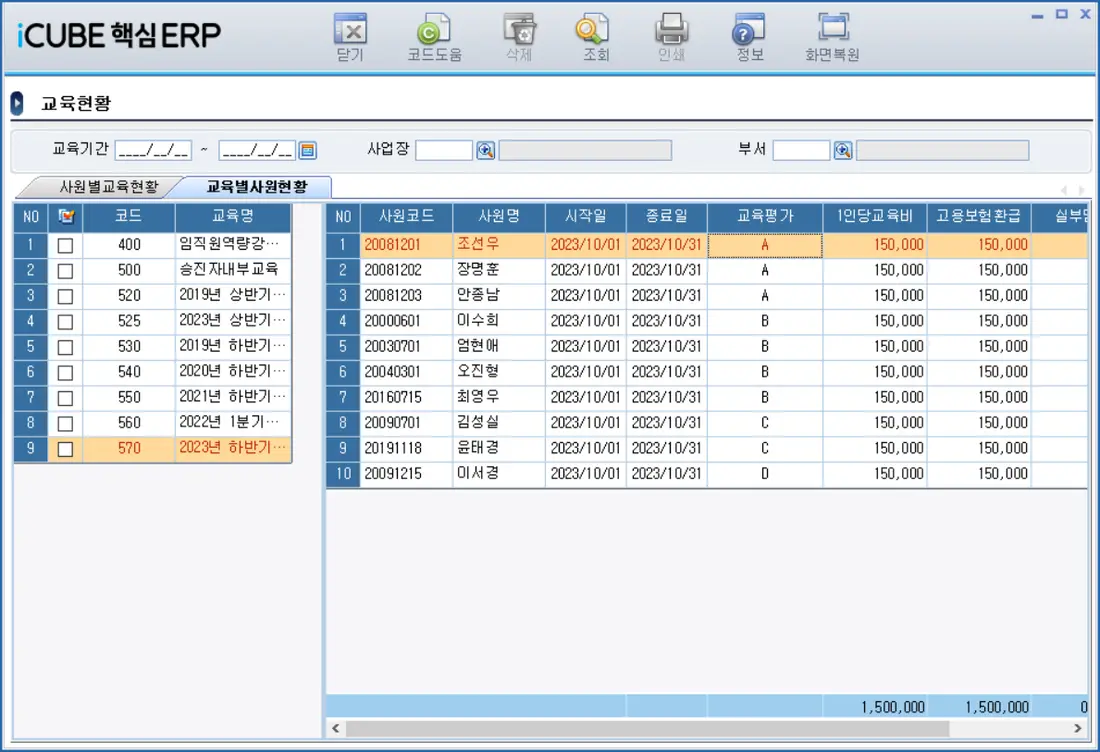 iCUBE 핵심ERP
닫기 코드도움 삭제 조회 인쇄 정보 화면복원
교육현황
교육기간 ____/__/__ ~ ____/__/__ 사업장 부서
사원별교육현황 교육별사원현황
NO 코드 교육명
1 400 임직원역량강…
2 500 승진자내부교육
3 520 2019년 상반기…
4 525 2023년 상반기…
5 530 2019년 하반기…
6 540 2020년 하반기…
7 550 2021년 하반기…
8 560 2022년 1분기…
9 570 2023년 하반기…
NO 사원코드 사원명 시작일 종료일 교육평가 1인당교육비 고용보험환급 실부담
1 20081201 조선우 2023/10/01 2023/10/31 A 150,000 150,000
2 20081202 장명훈 2023/10/01 2023/10/31 A 150,000 150,000
3 20081203 안종남 2023/10/01 2023/10/31 A 150,000 150,000
4 20000601 이수희 2023/10/01 2023/10/31 B 150,000 150,000
5 20030701 엄현애 2023/10/01 2023/10/31 B 150,000 150,000
6 20040301 오진형 2023/10/01 2023/10/31 B 150,000 150,000
7 20160715 최영우 2023/10/01 2023/10/31 B 150,000 150,000
8 20090701 김성실 2023/10/01 2023/10/31 C 150,000 150,000
9 20191118 윤태경 2023/10/01 2023/10/31 C 150,000 150,000
10 20091215 이서경 2023/10/01 2023/10/31 D 150,000 150,000
1,500,000 1,500,000 0